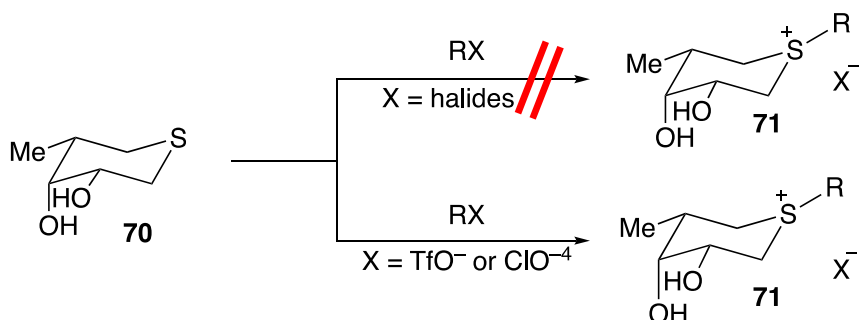 RX
X = halides
Me
S
+
R
HO
OH
71
X−
Me
S
HO
OH
70
RX
X = TfO− or ClO−4
Me
S
+
R
HO
OH
71
X−